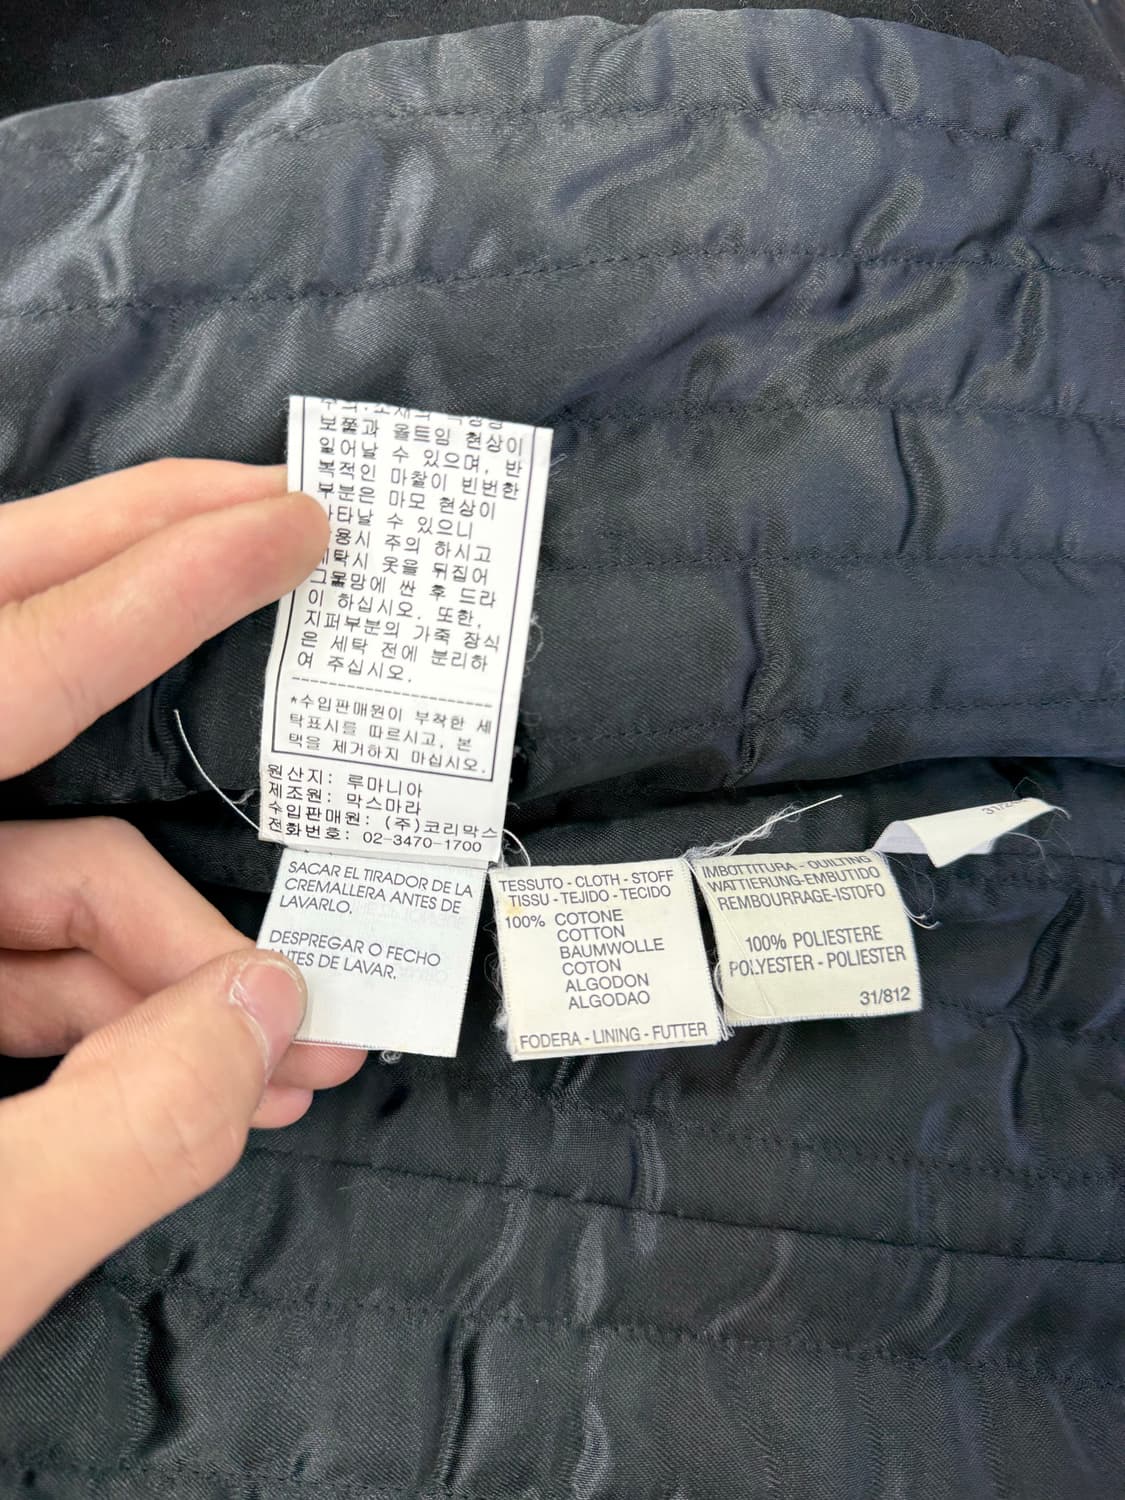 보풀과 올트임 현상이
일어날 수 있으며, 반
복적인 마찰이 빈번한
부분은 마모 현상이
타날 수 있으니
용시 주의 하시고
탁시 옷을 뒤집어
그물망에 싼 후 드라
이 하십시오. 또한,
지퍼부분의 가죽 장식
은 세탁 전에 분리하
여 주십시오.
*수입판매원이 부착한 세
탁표시를 따르시고, 본
택을 제거하지 마십시오.
원산지: 루마니아
제조원: 막스마라
수입판매원: (주)코리막스
전화번호: 02-3470-1700
SACAR EL TIRADOR DE LA
CREMALLERA ANTES DE
LAVARLO.
DESPREGAR O FECHO
ANTES DE LAVAR.
TESSUTO - CLOTH - STOFF
TISSU - TEJIDO - TECIDO
100% COTONE
COTTON
BAUMWOLLE
COTON
ALGODON
ALGODAO
FODERA - LINING - FUTTER
IMBOTTITURA - QUILTING
WATTIERUNG-EMBUTIDO
REMBOURRAGE-ISTOFO
100% POLIESTERE
POLYESTER - POLIESTER
31/812